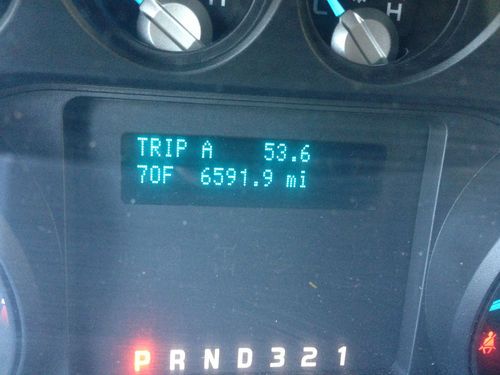 H
L H
TRIP A 53.6
70F 6591.9 mi
P R N D 3 2 1